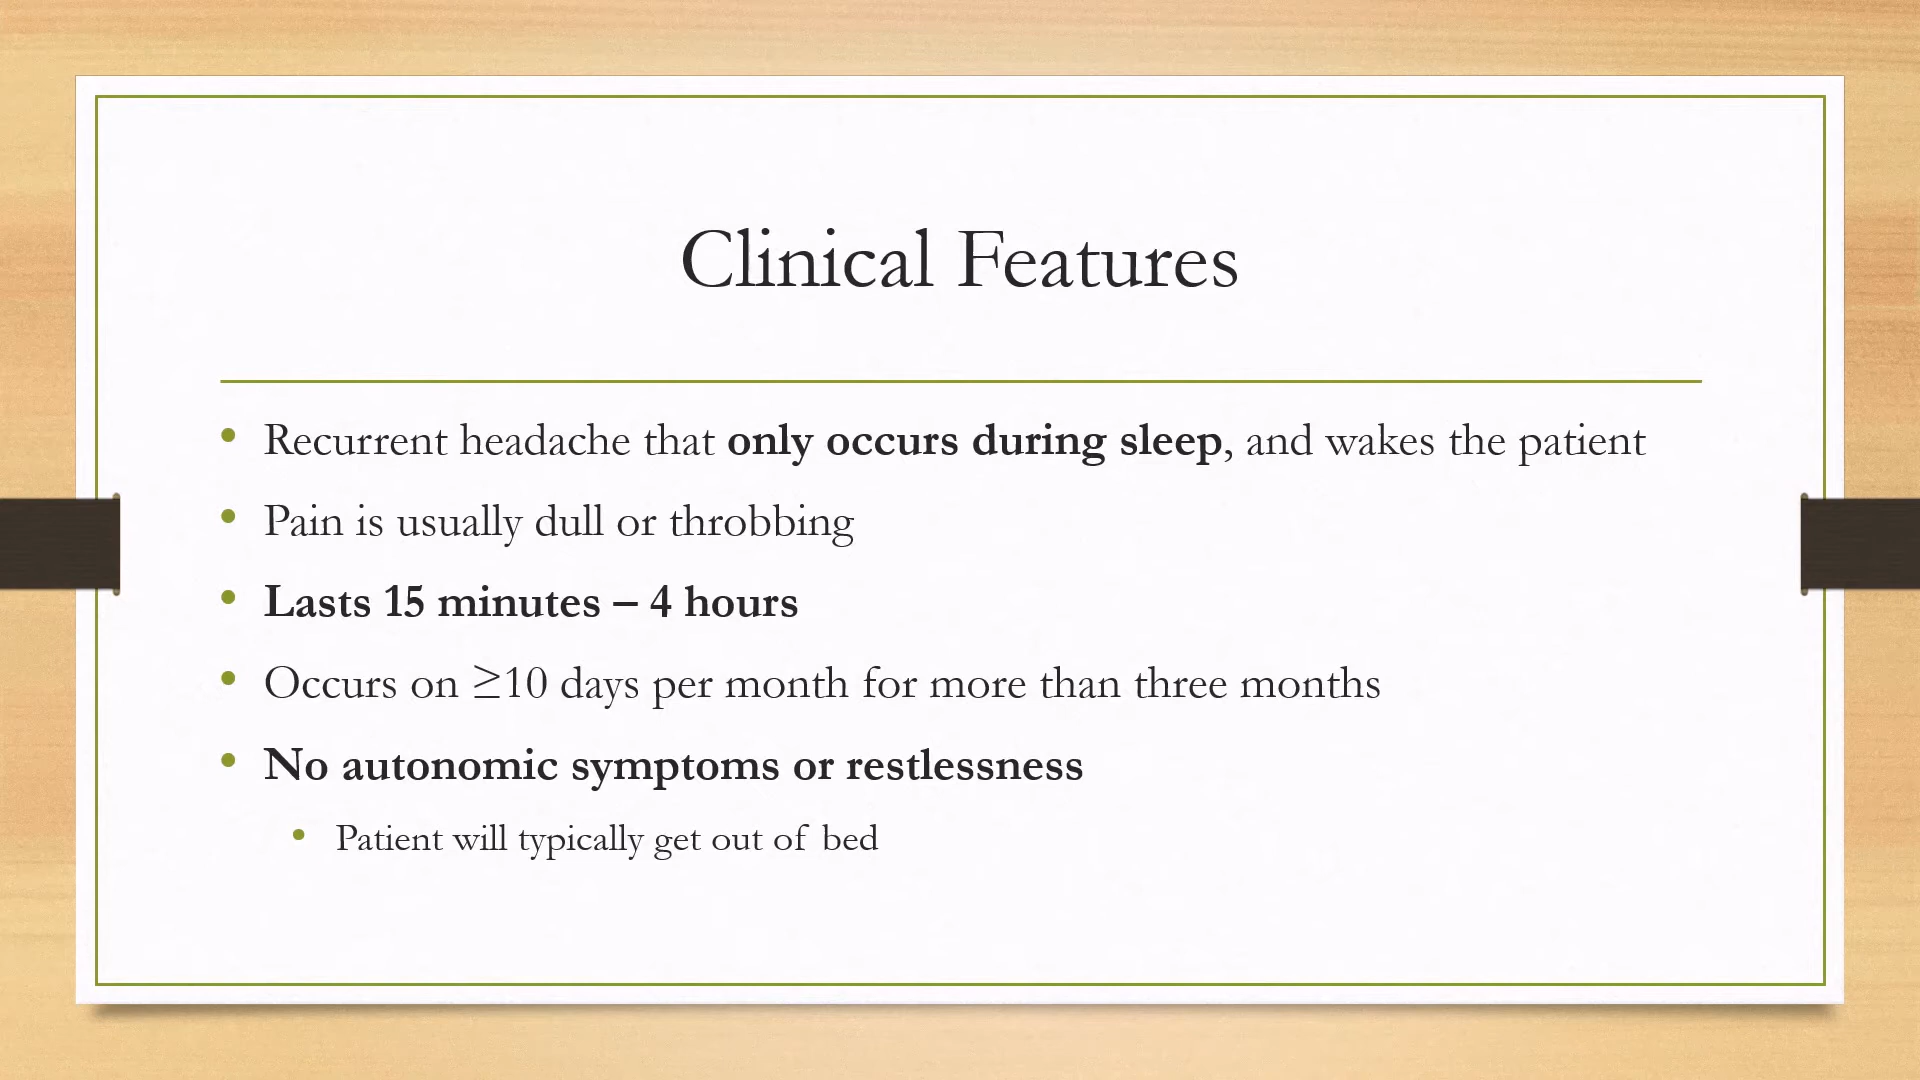 Clinical Features
• Recurrent headache that only occurs during sleep, and wakes the patient
• Pain is usually dull or throbbing
• Lasts 15 minutes – 4 hours
• Occurs on ≥10 days per month for more than three months
• No autonomic symptoms or restlessness
• Patient will typically get out of bed